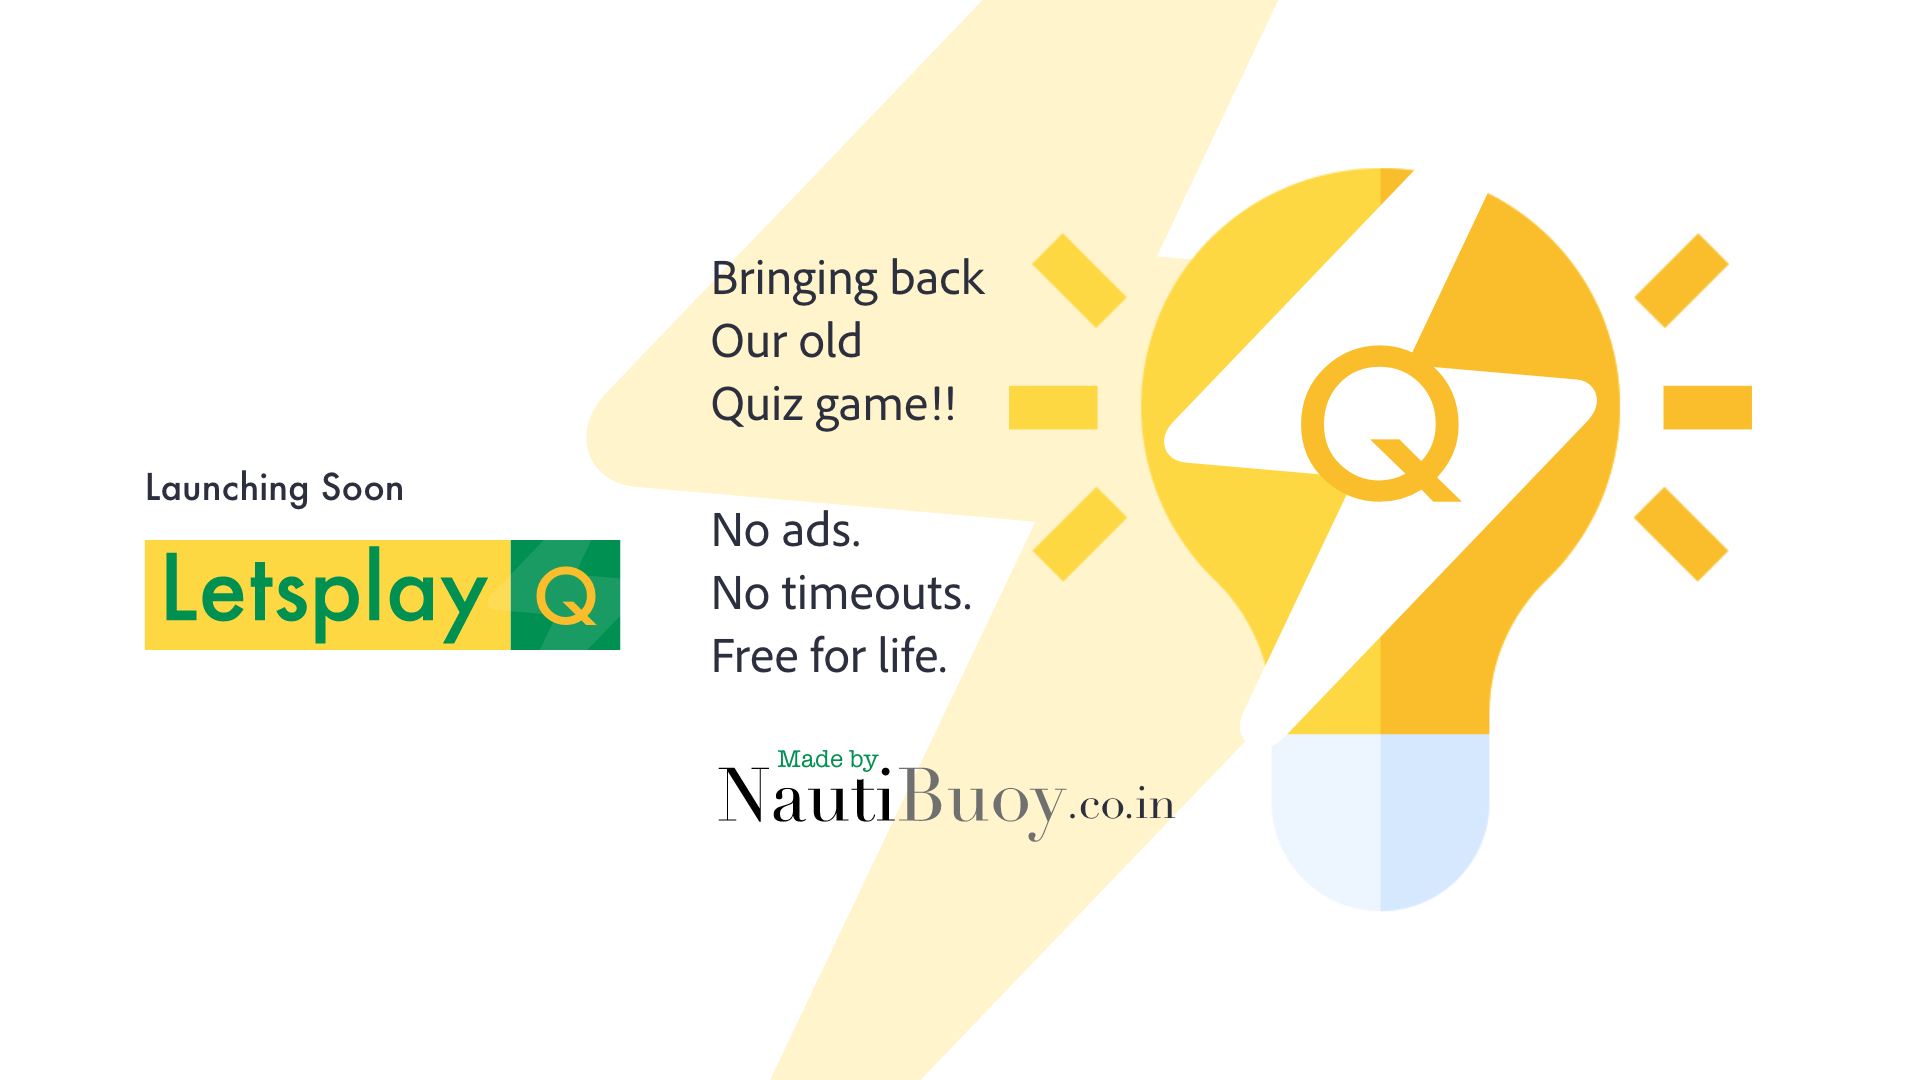 Launching Soon
Letsplay Q
Bringing back
Our old
Quiz game!!
No ads.
No timeouts.
Free for life.
Made by
NautiBuoy.co.in
Q